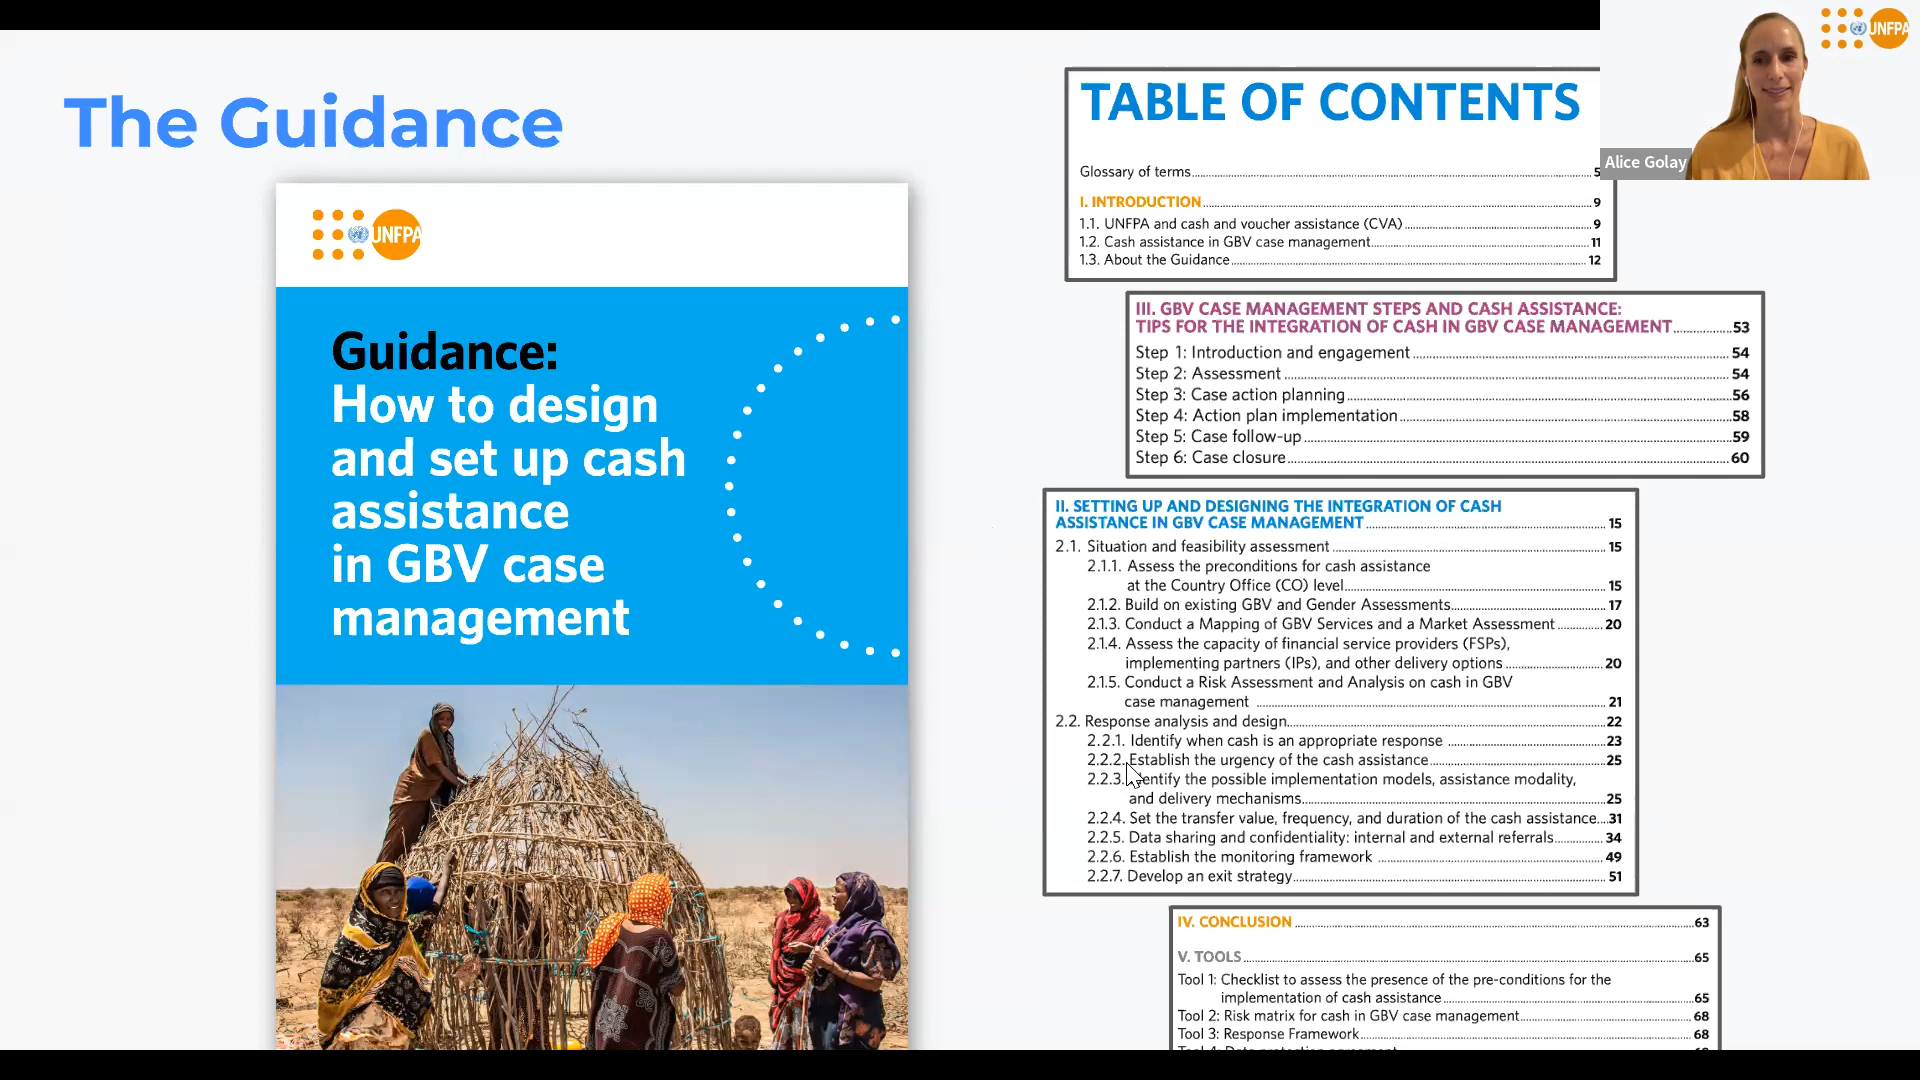 The Guidance
UNFPA
Guidance:
How to design
and set up cash
assistance
in GBV case
management
TABLE OF CONTENTS
Glossary of terms 5
I. INTRODUCTION 9
1.1. UNFPA and cash and voucher assistance (CVA) 9
1.2. Cash assistance in GBV case management 11
1.3. About the Guidance 12
III. GBV CASE MANAGEMENT STEPS AND CASH ASSISTANCE:
TIPS FOR THE INTEGRATION OF CASH IN GBV CASE MANAGEMENT 53
Step 1: Introduction and engagement 54
Step 2: Assessment 54
Step 3: Case action planning 56
Step 4: Action plan implementation 58
Step 5: Case follow-up 59
Step 6: Case closure 60
II. SETTING UP AND DESIGNING THE INTEGRATION OF CASH
ASSISTANCE IN GBV CASE MANAGEMENT 15
2.1. Situation and feasibility assessment 15
2.1.1. Assess the preconditions for cash assistance
at the Country Office (CO) level 15
2.1.2. Build on existing GBV and Gender Assessments 17
2.1.3. Conduct a Mapping of GBV Services and a Market Assessment 20
2.1.4. Assess the capacity of financial service providers (FSPs),
implementing partners (IPs), and other delivery options 20
2.1.5. Conduct a Risk Assessment and Analysis on cash in GBV
case management 21
2.2. Response analysis and design 22
2.2.1. Identify when cash is an appropriate response 23
2.2.2. Establish the urgency of the cash assistance 25
2.2.3. Identify the possible implementation models, assistance modality,
and delivery mechanisms 25
2.2.4. Set the transfer value, frequency, and duration of the cash assistance 31
2.2.5. Data sharing and confidentiality: internal and external referrals 34
2.2.6. Establish the monitoring framework 49
2.2.7. Develop an exit strategy 51
IV. CONCLUSION 63
V. TOOLS 65
Tool 1: Checklist to assess the presence of the pre-conditions for the
implementation of cash assistance 65
Tool 2: Risk matrix for cash in GBV case management 68
Tool 3: Response Framework 68
Alice Golay
UNFPA